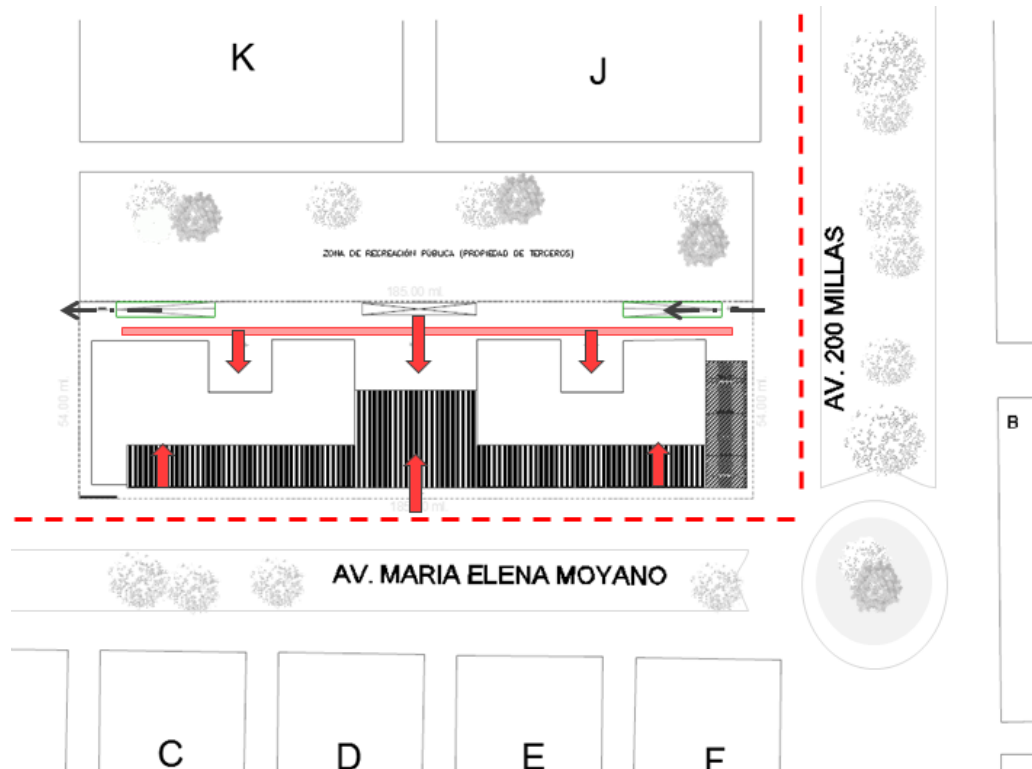 K
J
ZONA DE RECREACIÓN PÚBLICA (PROPIEDAD DE TERCEROS)
185.00 ml.
AV. 200 MILLAS
54.00 ml.
54.00 ml.
B
AV. MARIA ELENA MOYANO
C
D
E
F